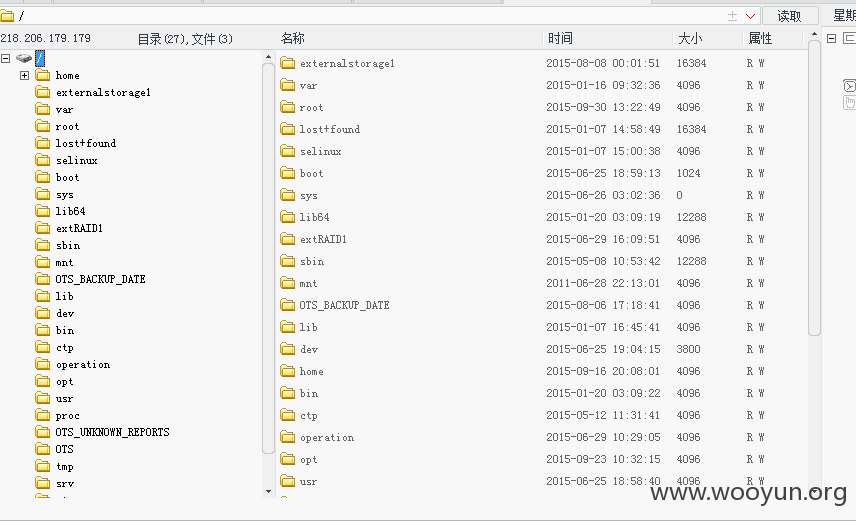 / 读取 星期
218.206.179.179 目录(27),文件(3) 名称 时间 大小 属性
/
home
externalstorage1
var
root
lost+found
selinux
boot
sys
lib64
extRAID1
sbin
mnt
OTS_BACKUP_DATE
lib
dev
bin
ctp
operation
opt
usr
proc
OTS_UNKNOWN_REPORTS
OTS
tmp
srv
externalstorage1 2015-08-08 00:01:51 16384 R W
var 2015-01-16 09:32:36 4096 R W
root 2015-09-30 13:22:49 4096 R W
lost+found 2015-01-07 14:58:49 16384 R W
selinux 2015-01-07 15:00:38 4096 R W
boot 2015-06-25 18:59:13 1024 R W
sys 2015-06-26 03:02:36 0 R W
lib64 2015-01-20 03:09:19 12288 R W
extRAID1 2015-06-29 16:09:51 4096 R W
sbin 2015-05-08 10:53:42 12288 R W
mnt 2011-06-28 22:13:01 4096 R W
OTS_BACKUP_DATE 2015-08-06 17:18:41 4096 R W
lib 2015-01-07 16:45:41 4096 R W
dev 2015-06-25 19:04:15 3800 R W
home 2015-09-16 20:08:01 4096 R W
bin 2015-01-20 03:09:22 4096 R W
ctp 2015-05-12 11:31:41 4096 R W
operation 2015-06-29 10:29:05 4096 R W
opt 2015-09-23 10:32:15 4096 R W
usr 2015-06-25 18:58:40 4096 R W
www.wooyun.org